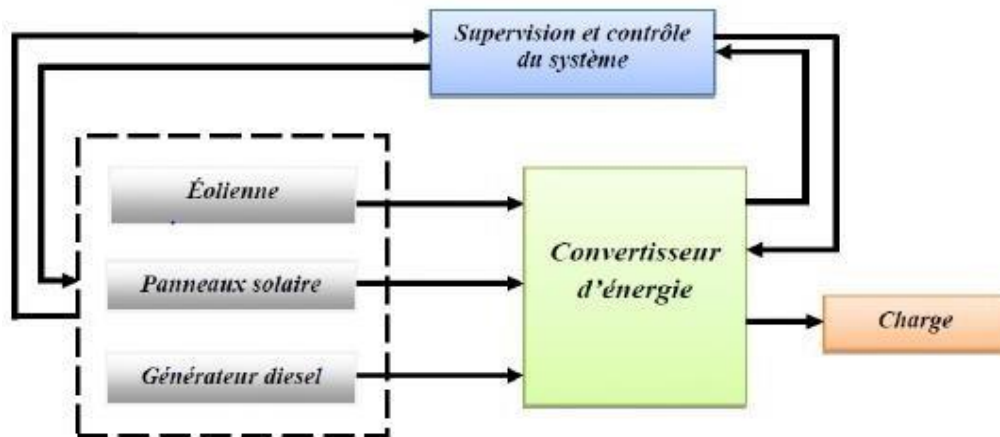 Supervision et contrôle
du système
Éolienne
Panneaux solaire
Générateur diesel
Convertisseur
d'énergie
Charge